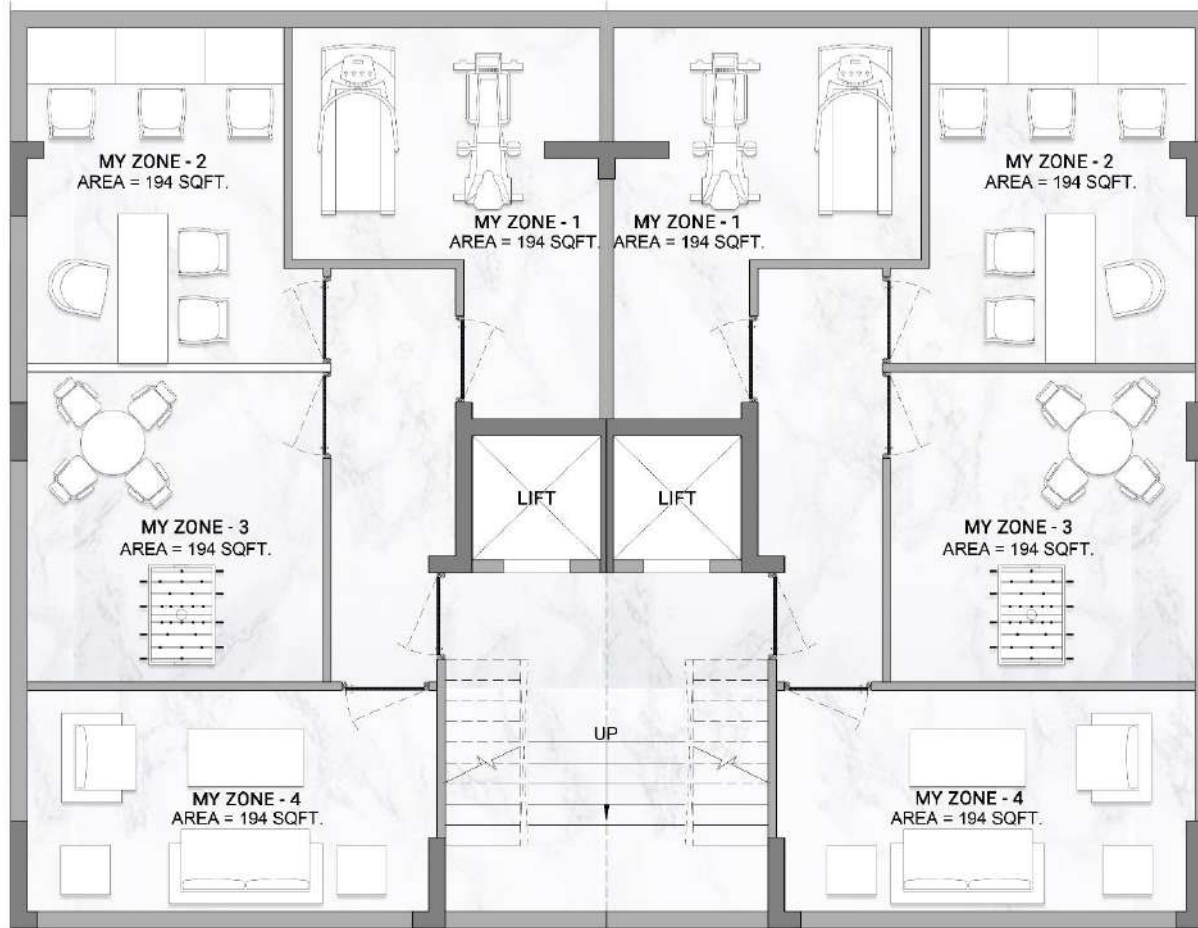 MY ZONE - 2
AREA = 194 SQFT.
MY ZONE - 1
AREA = 194 SQFT.
MY ZONE - 1
AREA = 194 SQFT.
MY ZONE - 2
AREA = 194 SQFT.
LIFT
LIFT
MY ZONE - 3
AREA = 194 SQFT.
MY ZONE - 3
AREA = 194 SQFT.
UP
MY ZONE - 4
AREA = 194 SQFT.
MY ZONE - 4
AREA = 194 SQFT.